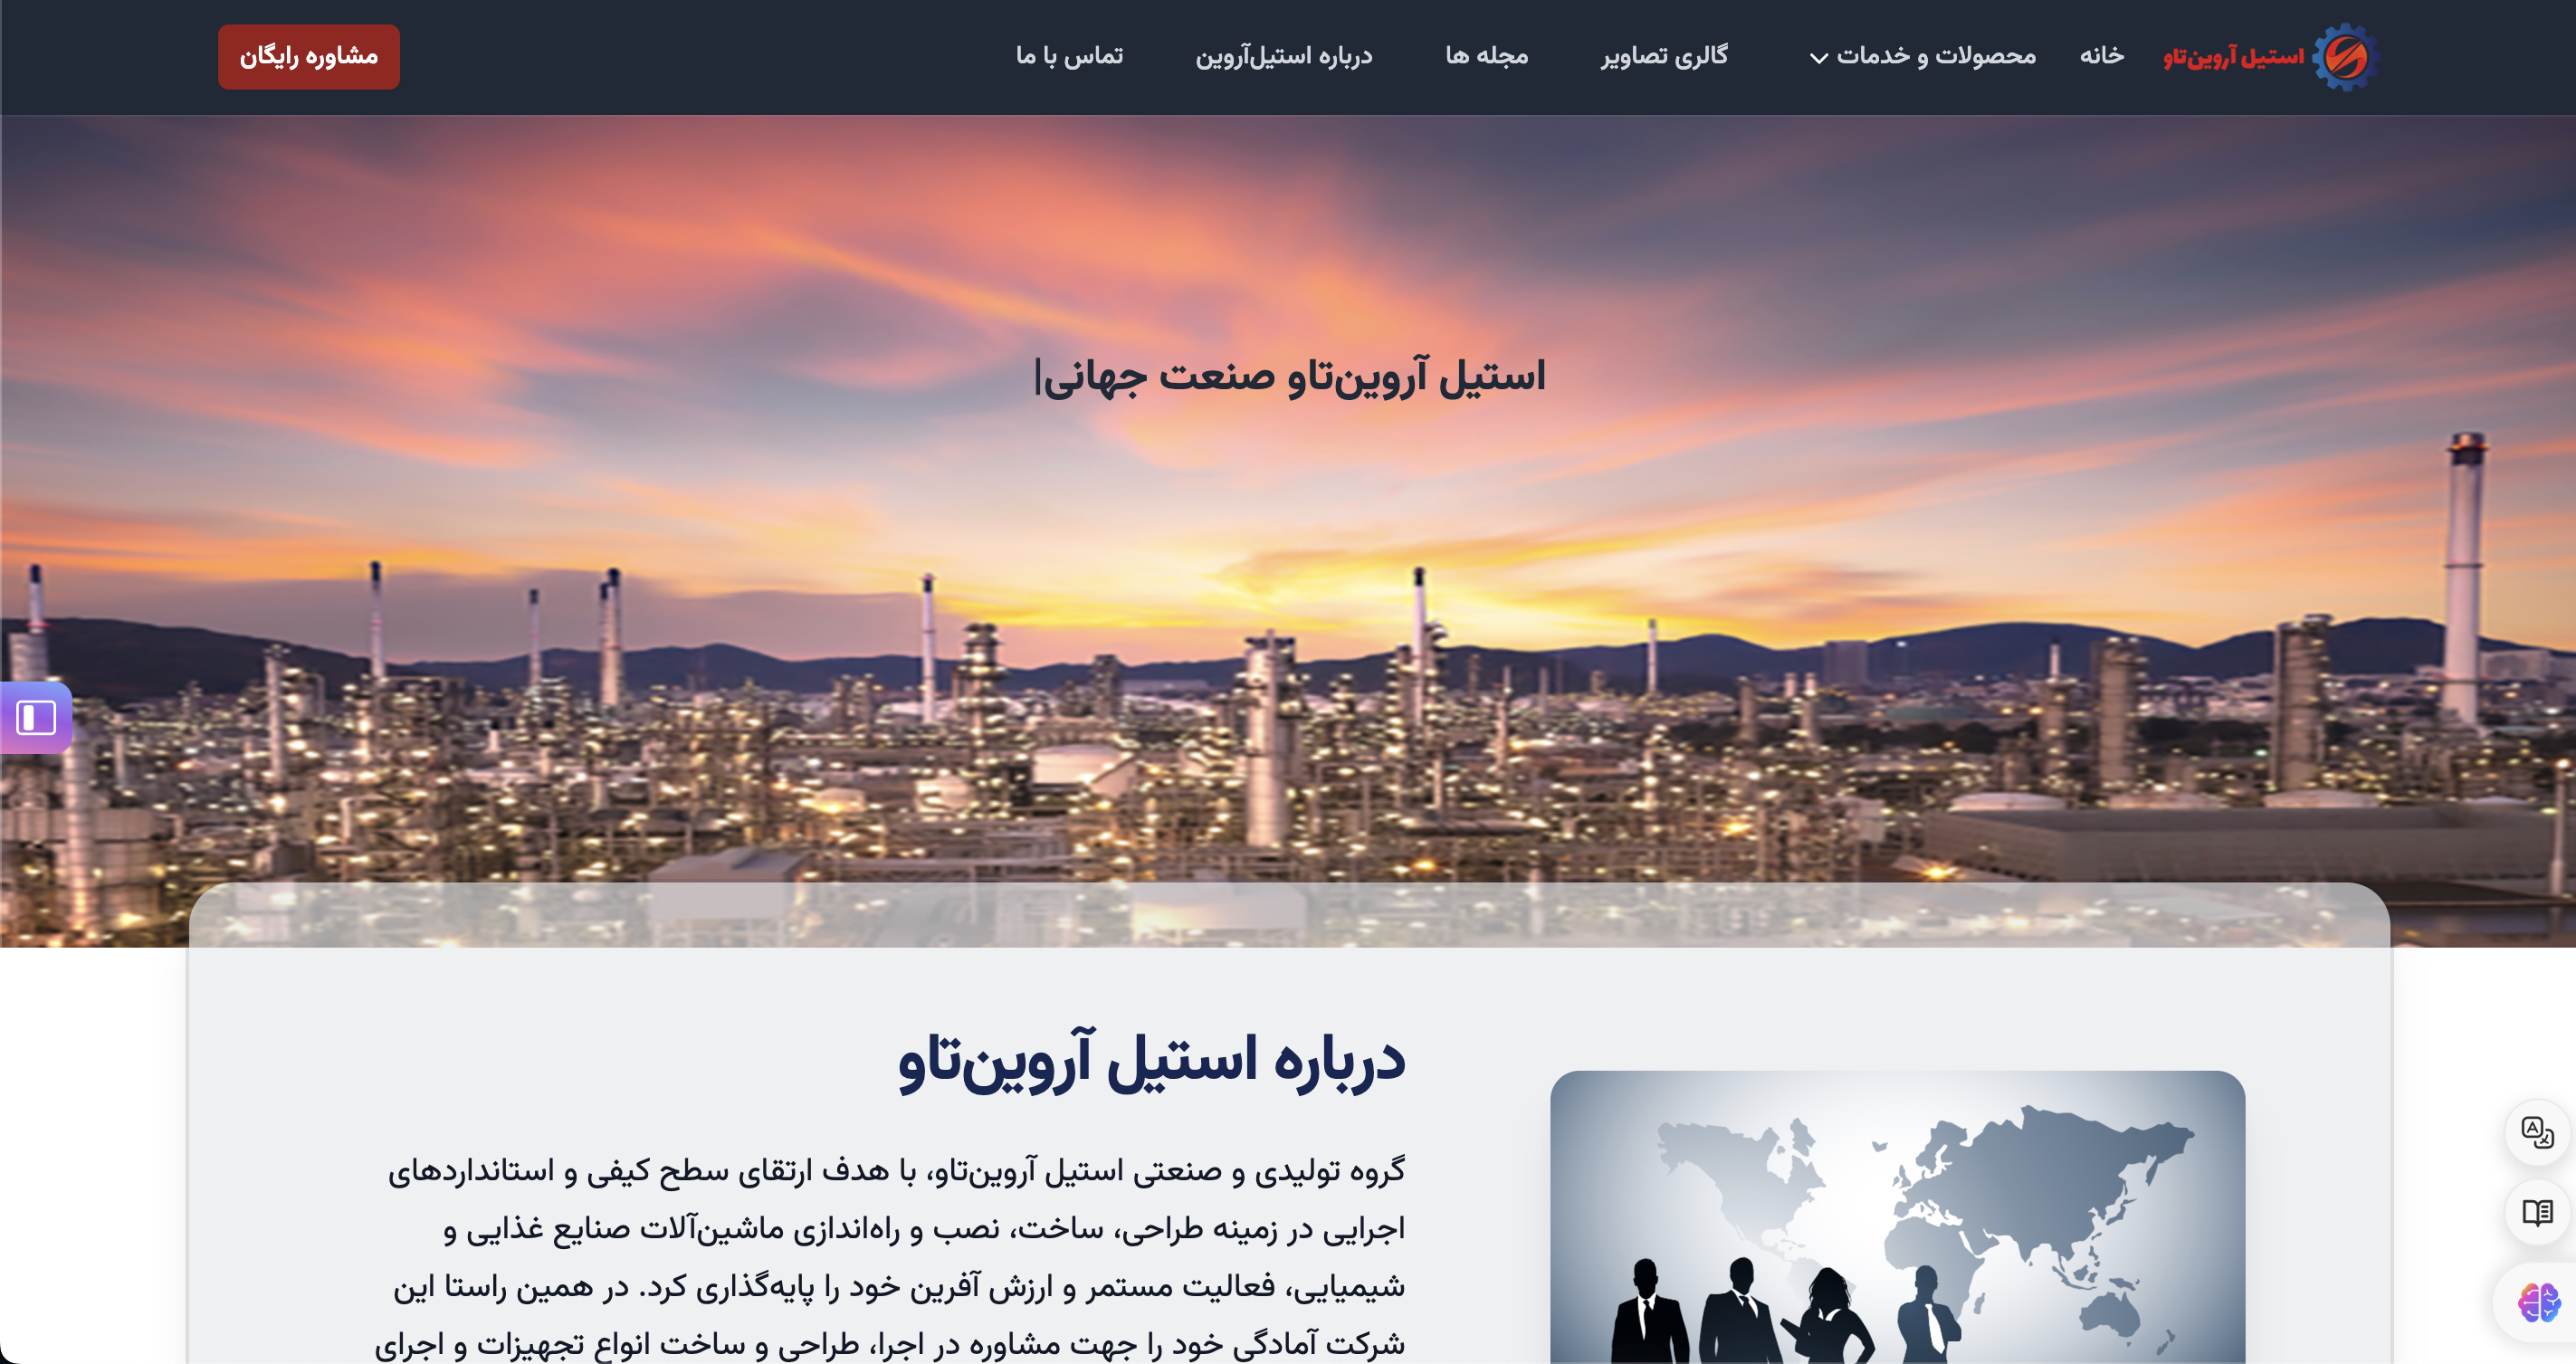 استیل آروین‌تاو
خانه
محصولات و خدمات
گالری تصاویر
مجله ها
درباره استیل‌آروین
تماس با ما
مشاوره رایگان
استیل آروین‌تاو صنعت جهانی|
درباره استیل آروین‌تاو
گروه تولیدی و صنعتی استیل آروین‌تاو، با هدف ارتقای سطح کیفی و استانداردهای
اجرایی در زمینه طراحی، ساخت، نصب و راه‌اندازی ماشین‌آلات صنایع غذایی و
شیمیایی، فعالیت مستمر و ارزش آفرین خود را پایه‌گذاری کرد. در همین راستا این
شرکت آمادگی خود را جهت مشاوره در اجرا، طراحی و ساخت انواع تجهیزات و اجرای